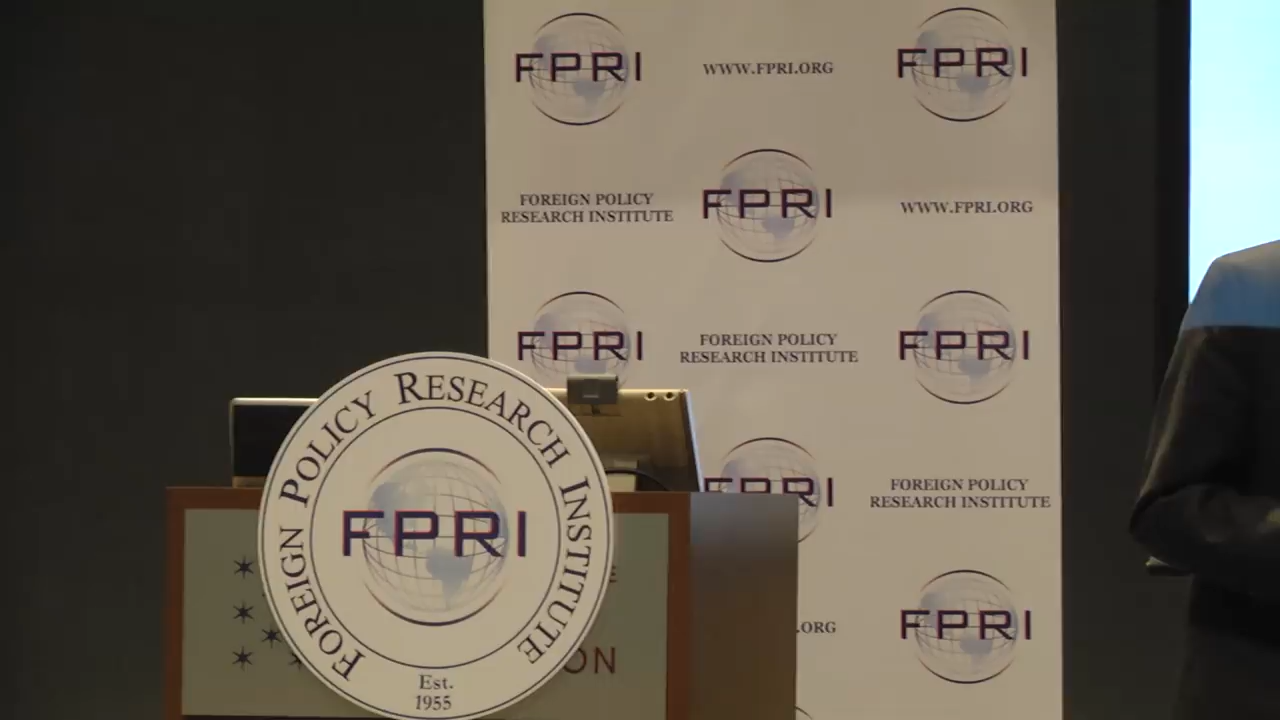 FPRI
WWW.FPRI.ORG
FPRI
FOREIGN POLICY
RESEARCH INSTITUTE
FPRI
WWW.FPRI.ORG
FPRI
FOREIGN POLICY
RESEARCH INSTITUTE
FPRI
FPRI
FOREIGN POLICY
RESEARCH INSTITUTE
.ORG
FPRI
FOREIGN POLICY RESEARCH INSTITUTE
FPRI
Est.
1955